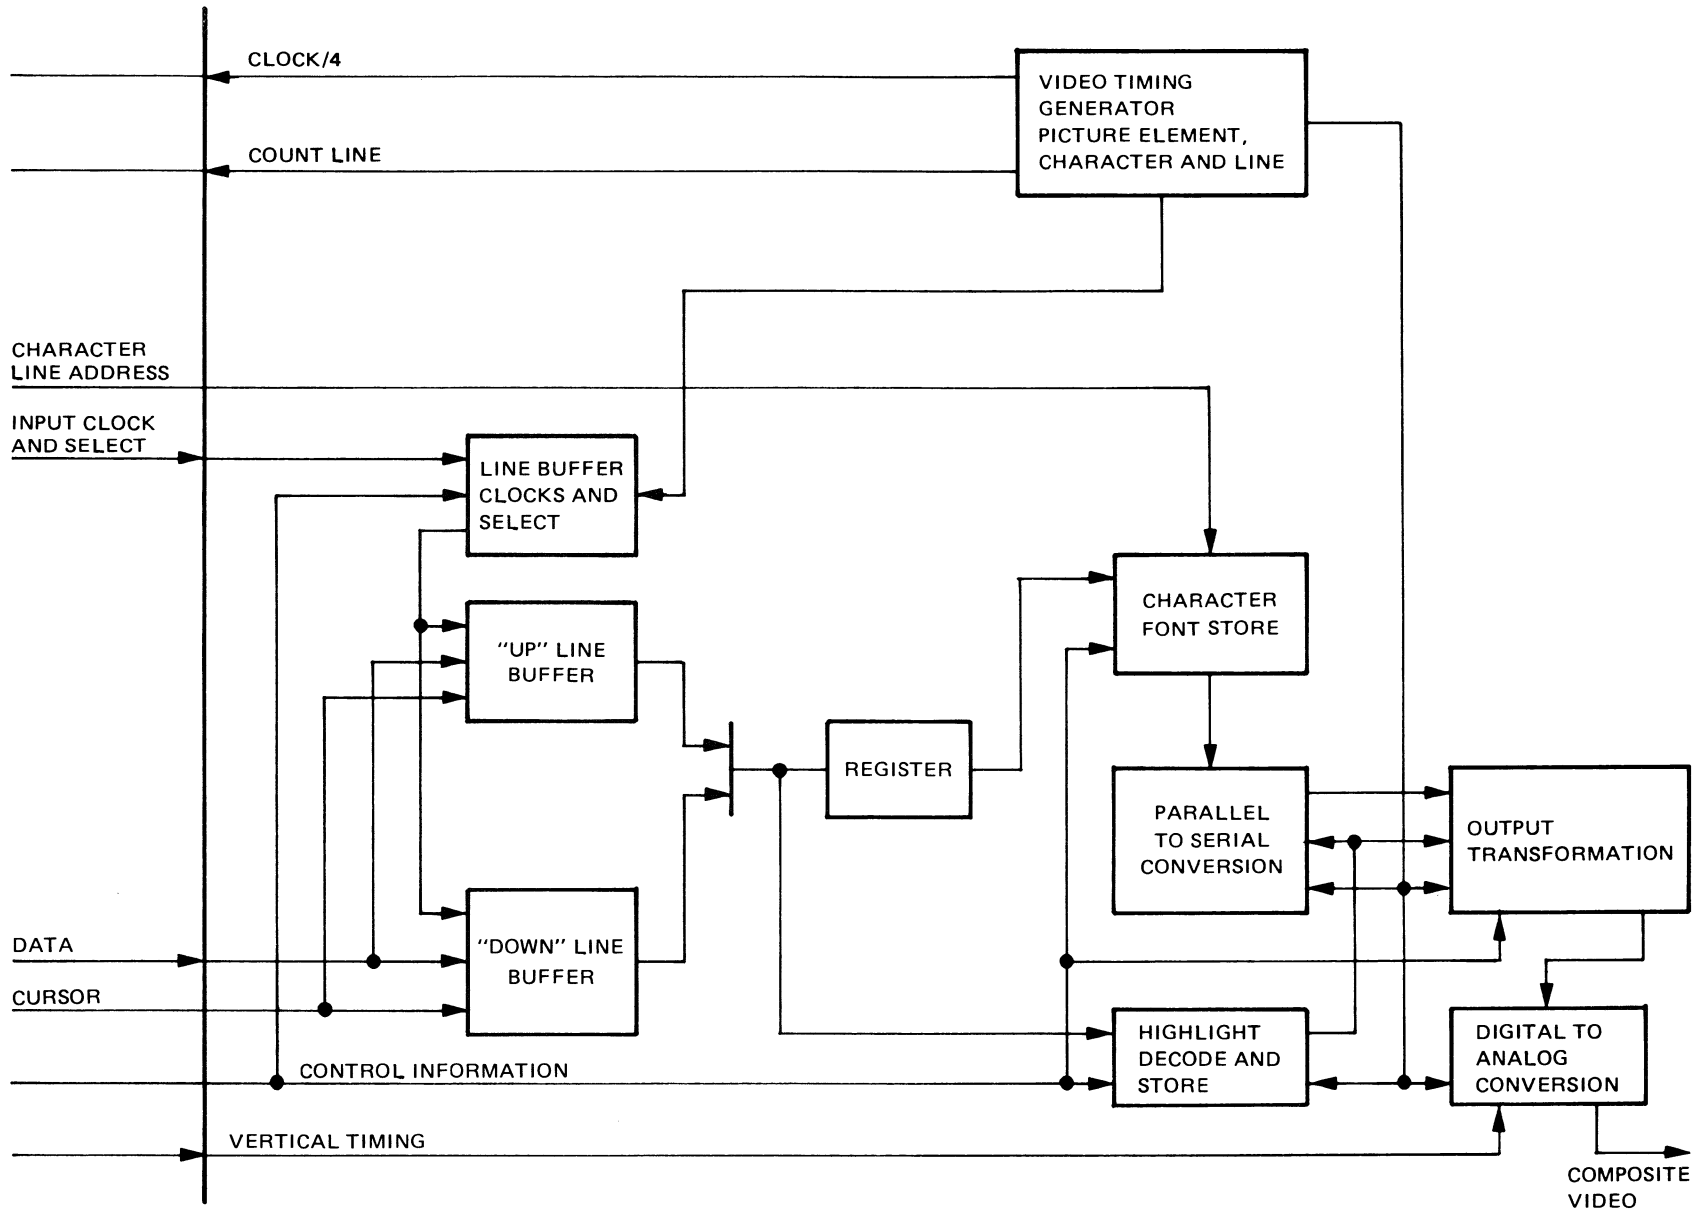 CLOCK/4
VIDEO TIMING
GENERATOR
PICTURE ELEMENT,
CHARACTER AND LINE
COUNT LINE
CHARACTER
LINE ADDRESS
INPUT CLOCK
AND SELECT
LINE BUFFER
CLOCKS AND
SELECT
CHARACTER
FONT STORE
"UP" LINE
BUFFER
REGISTER
PARALLEL
TO SERIAL
CONVERSION
OUTPUT
TRANSFORMATION
"DOWN" LINE
BUFFER
DATA
CURSOR
HIGHLIGHT
DECODE AND
STORE
DIGITAL TO
ANALOG
CONVERSION
CONTROL INFORMATION
VERTICAL TIMING
COMPOSITE
VIDEO